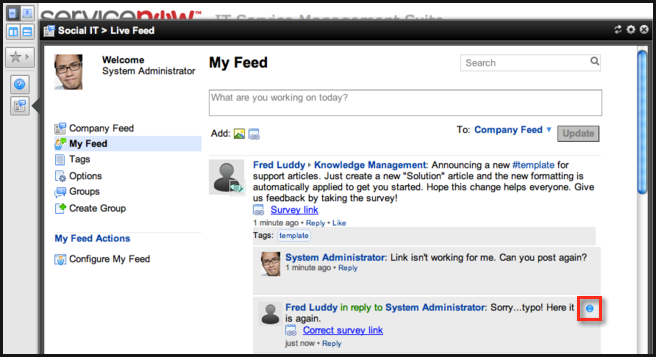 servicenow™ IT Service Management Suite
Social IT > Live Feed
Welcome
System Administrator
My Feed
Search
What are you working on today?
Add:
To: Company Feed
Update
Company Feed
My Feed
Tags
Options
Groups
Create Group
My Feed Actions
Configure My Feed
Fred Luddy Knowledge Management: Announcing a new #template for
support articles. Just create a new "Solution" article and the new formatting is
automatically applied to get you started. Hope this change helps everyone. Give
us feedback by taking the survey!
Survey link
1 minute ago • Reply • Like
Tags: template
System Administrator: Link isn't working for me. Can you post again?
1 minute ago • Reply
Fred Luddy in reply to System Administrator: Sorry...typo! Here it
is again.
Correct survey link
just now • Reply